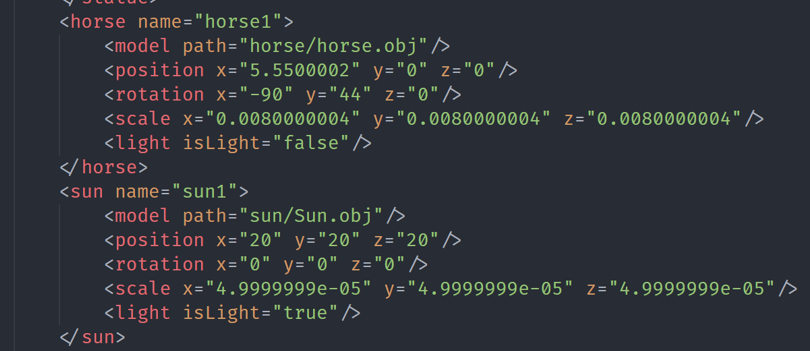 </statue>
<horse name="horse1">
<model path="horse/horse.obj"/>
<position x="5.5500002" y="0" z="0"/>
<rotation x="-90" y="44" z="0"/>
<scale x="0.0080000004" y="0.0080000004" z="0.0080000004"/>
<light isLight="false"/>
</horse>
<sun name="sun1">
<model path="sun/Sun.obj"/>
<position x="20" y="20" z="20"/>
<rotation x="0" y="0" z="0"/>
<scale x="4.9999999e-05" y="4.9999999e-05" z="4.9999999e-05"/>
<light isLight="true"/>
</sun>